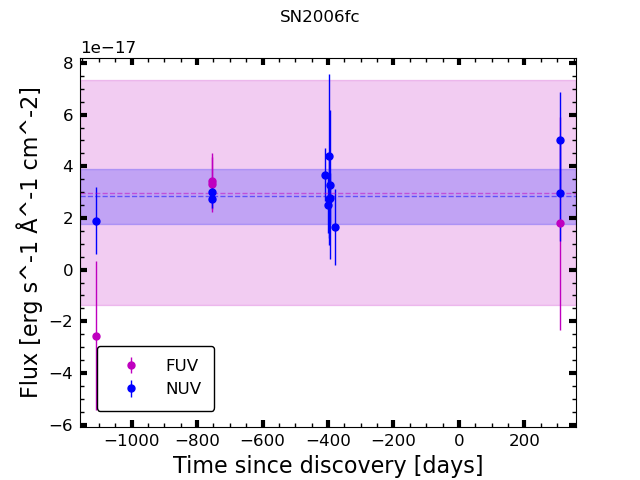 SN2006fc
1e−17
8
6
4
2
0
−2
−4
−6
Flux [erg s^-1 Å^-1 cm^-2]
FUV
NUV
−1000 −800 −600 −400 −200 0 200
Time since discovery [days]